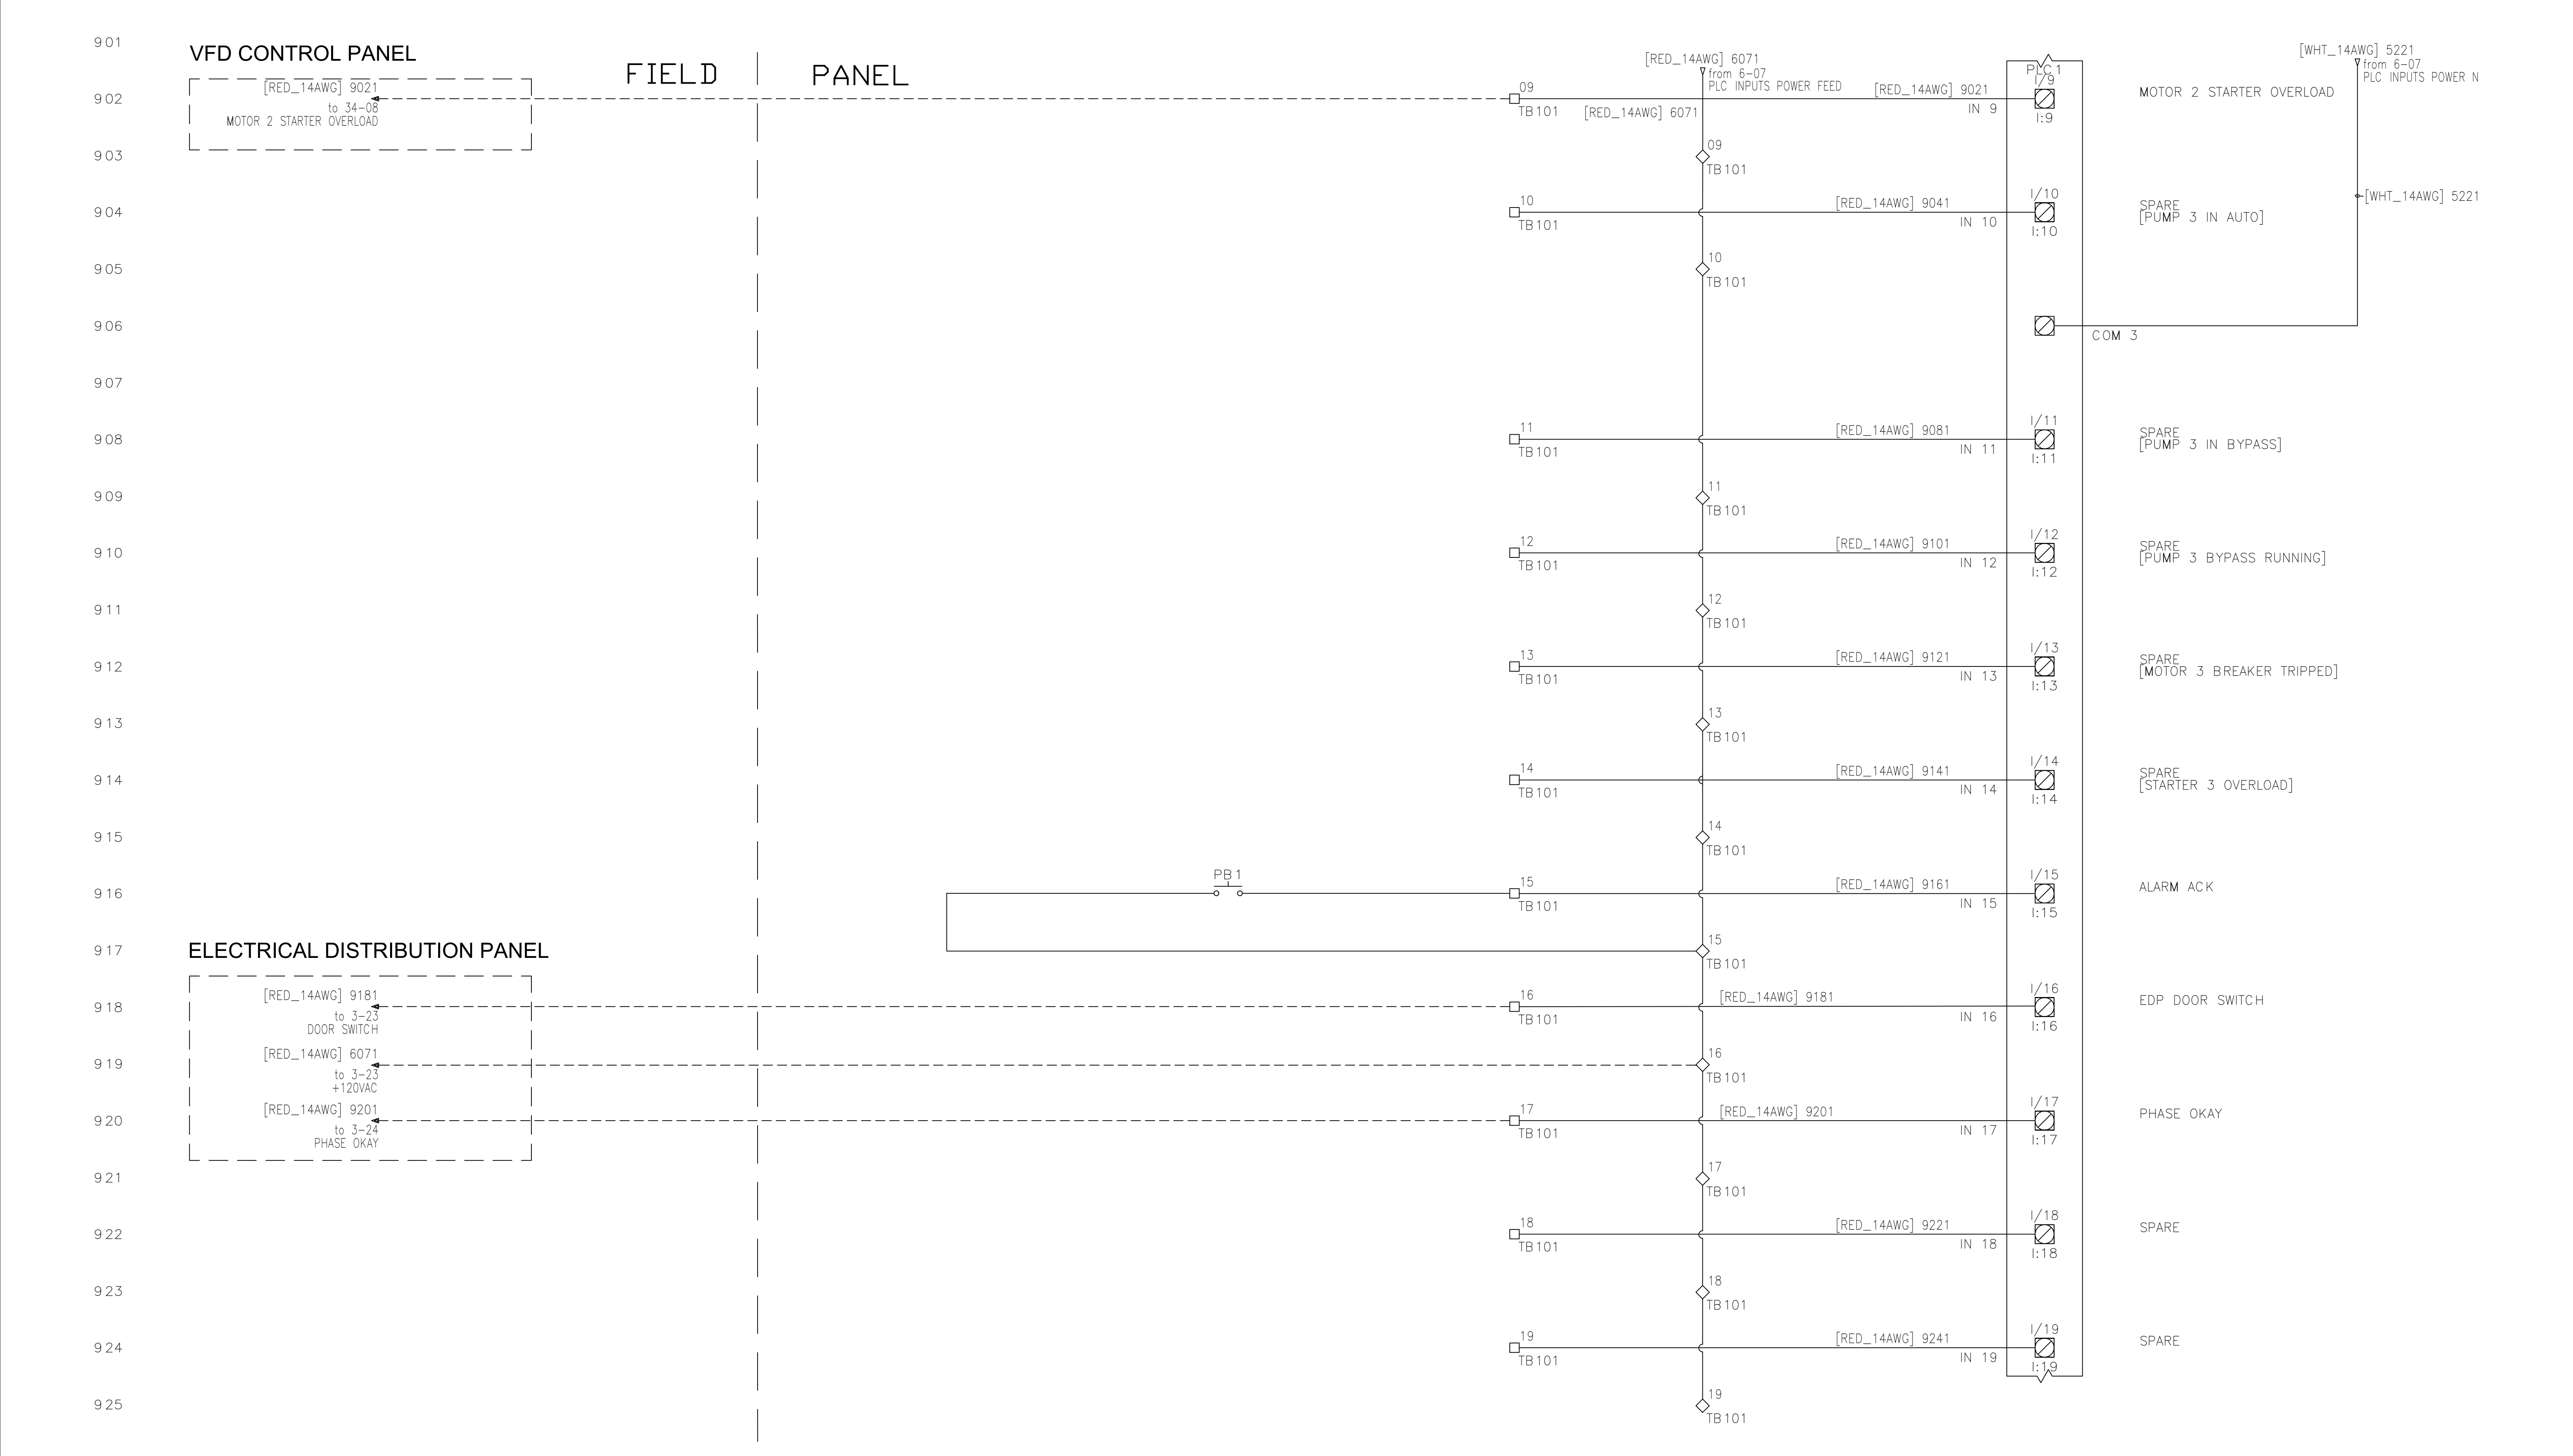 901
VFD CONTROL PANEL
FIELD
PANEL
[RED_14AWG] 6071
from 6-07
PLC INPUTS POWER FEED
[WHT_14AWG] 5221
from 6-07
PLC INPUTS POWER N
PLC1
902
[RED_14AWG] 9021
to 34-08
MOTOR 2 STARTER OVERLOAD
09
TB101
[RED_14AWG] 6071
[RED_14AWG] 9021
IN 9
I/9
I:9
MOTOR 2 STARTER OVERLOAD
903
09
TB101
904
10
TB101
[RED_14AWG] 9041
IN 10
I/10
I:10
SPARE
[PUMP 3 IN AUTO]
[WHT_14AWG] 5221
905
10
TB101
906
COM 3
907
908
11
TB101
[RED_14AWG] 9081
IN 11
I/11
I:11
SPARE
[PUMP 3 IN BYPASS]
909
11
TB101
910
12
TB101
[RED_14AWG] 9101
IN 12
I/12
I:12
SPARE
[PUMP 3 BYPASS RUNNING]
911
12
TB101
912
13
TB101
[RED_14AWG] 9121
IN 13
I/13
I:13
SPARE
[MOTOR 3 BREAKER TRIPPED]
913
13
TB101
914
14
TB101
[RED_14AWG] 9141
IN 14
I/14
I:14
SPARE
[STARTER 3 OVERLOAD]
915
14
TB101
916
PB1
15
TB101
[RED_14AWG] 9161
IN 15
I/15
I:15
ALARM ACK
917
ELECTRICAL DISTRIBUTION PANEL
15
TB101
918
[RED_14AWG] 9181
to 3-23
DOOR SWITCH
16
TB101
[RED_14AWG] 9181
IN 16
I/16
I:16
EDP DOOR SWITCH
919
[RED_14AWG] 6071
to 3-23
+120VAC
16
TB101
920
[RED_14AWG] 9201
to 3-24
PHASE OKAY
17
TB101
[RED_14AWG] 9201
IN 17
I/17
I:17
PHASE OKAY
921
17
TB101
922
18
TB101
[RED_14AWG] 9221
IN 18
I/18
I:18
SPARE
923
18
TB101
924
19
TB101
[RED_14AWG] 9241
IN 19
I/19
I:19
SPARE
925
19
TB101